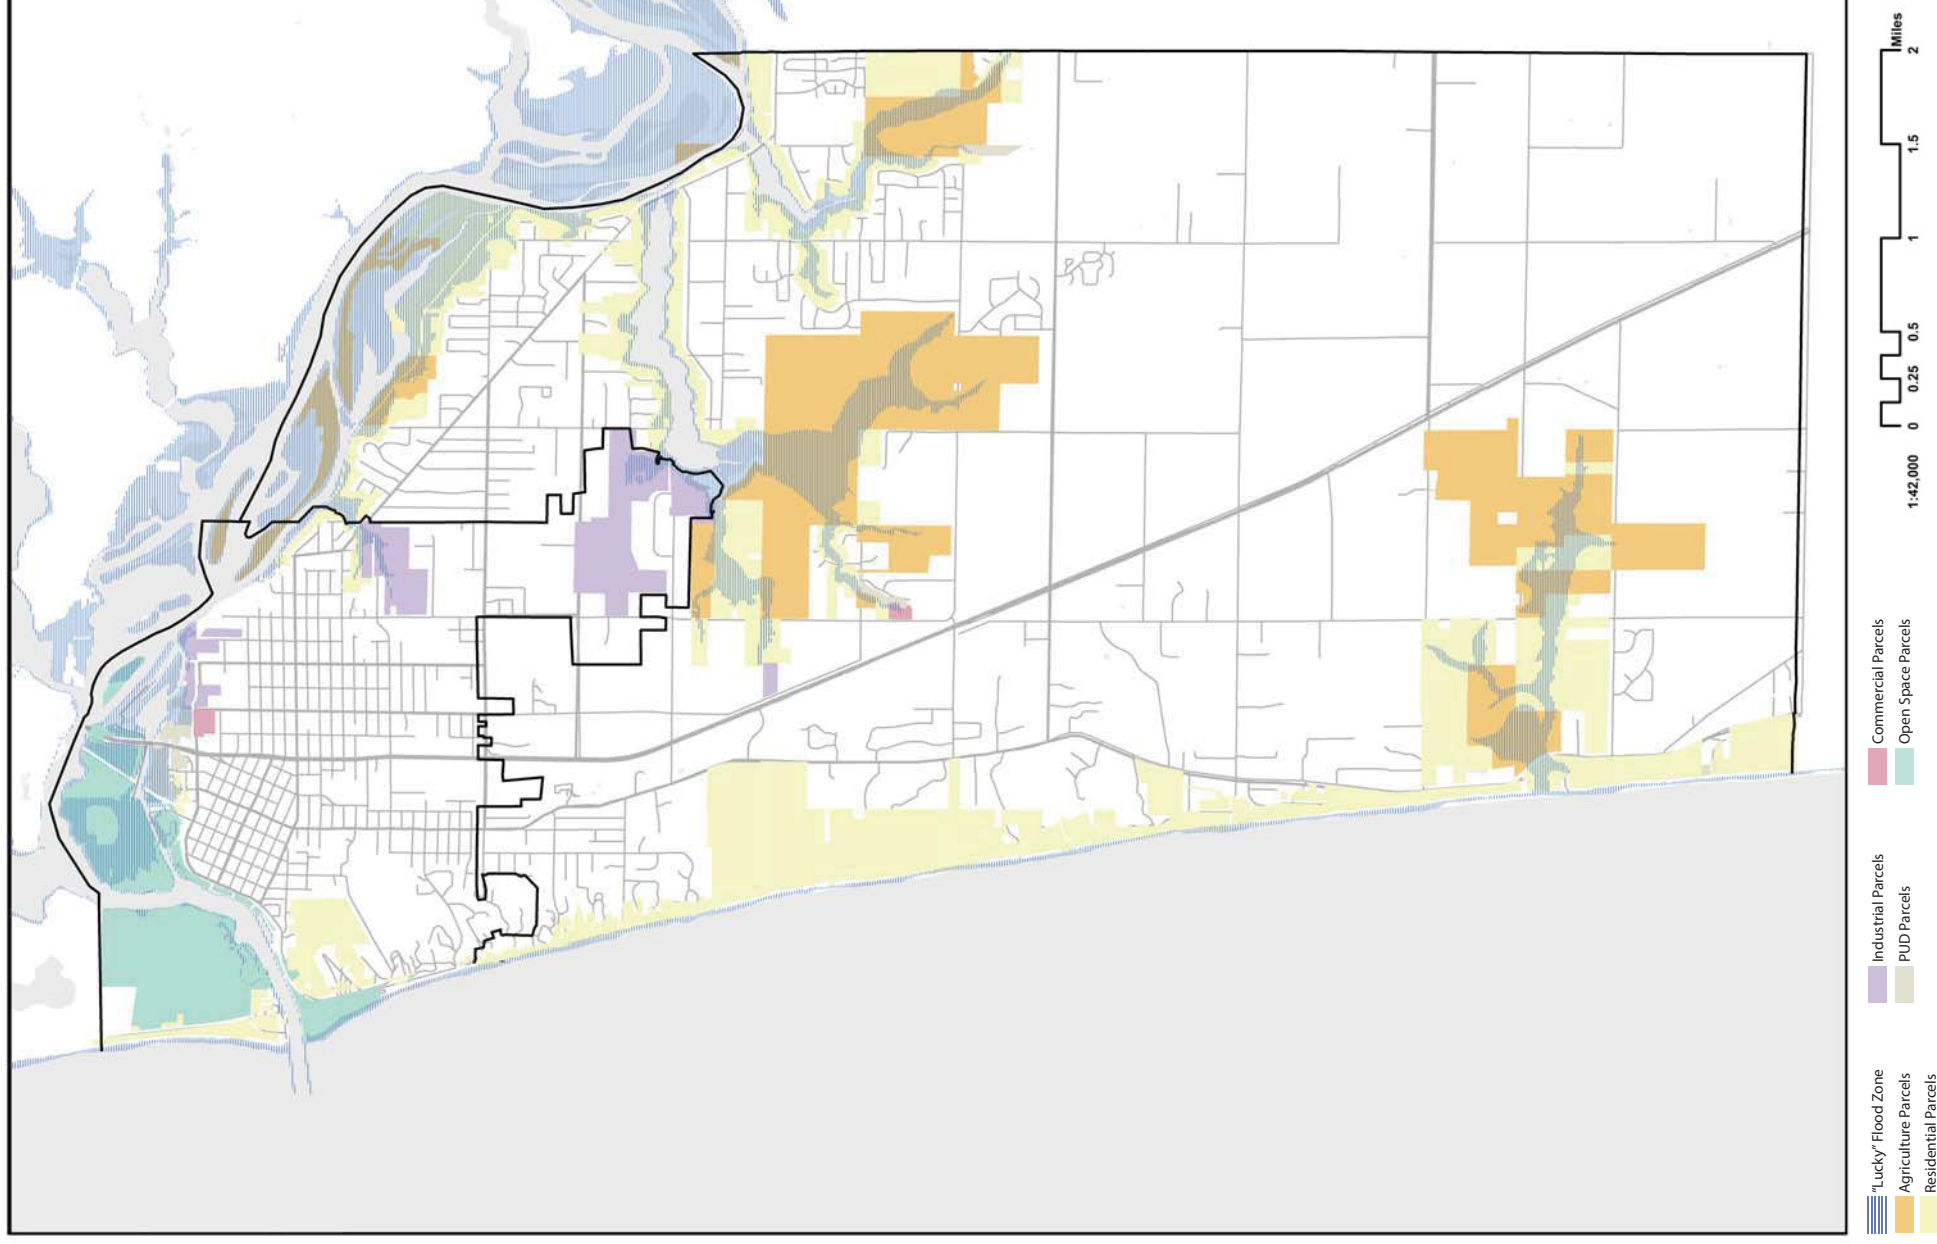 "Lucky" Flood Zone
Agriculture Parcels
Residential Parcels
Industrial Parcels
PUD Parcels
Commercial Parcels
Open Space Parcels
1:42,000
0 0.25 0.5 1 1.5 2
Miles